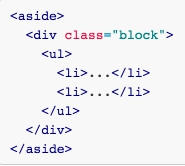 <aside>
  <div class="block">
    <ul>
      <li>...</li>
      <li>...</li>
    </ul>
  </div>
</aside>